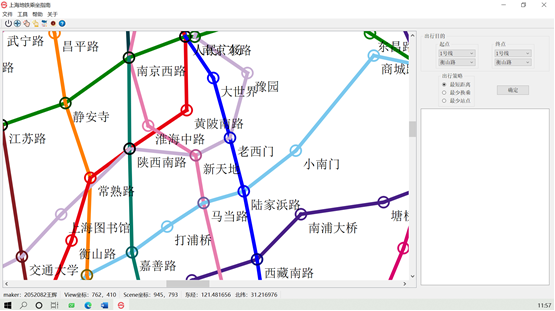 上海地铁乘坐指南
文件 工具 帮助 关于
武宁路
昌平路
路
南京西路
豫园
大世界
东昌路
商城路
静安寺
江苏路
黄陂南路
淮海中路
老西门
陕西南路
新天地
小南门
常熟路
陆家浜路
马当路
上海图书馆
打浦桥
南浦大桥
塘桥
衡山路
交通大学
嘉善路
西藏南路
出行目的
起点
终点
1号线
1号线
衡山路
衡山路
出行策略
最短距离
最少换乘
最少站点
确定
maker: 2052082王辉 View坐标: 762, 410 Scene坐标: 945, 793 东经: 121.481656 北纬: 31.216976
11:57